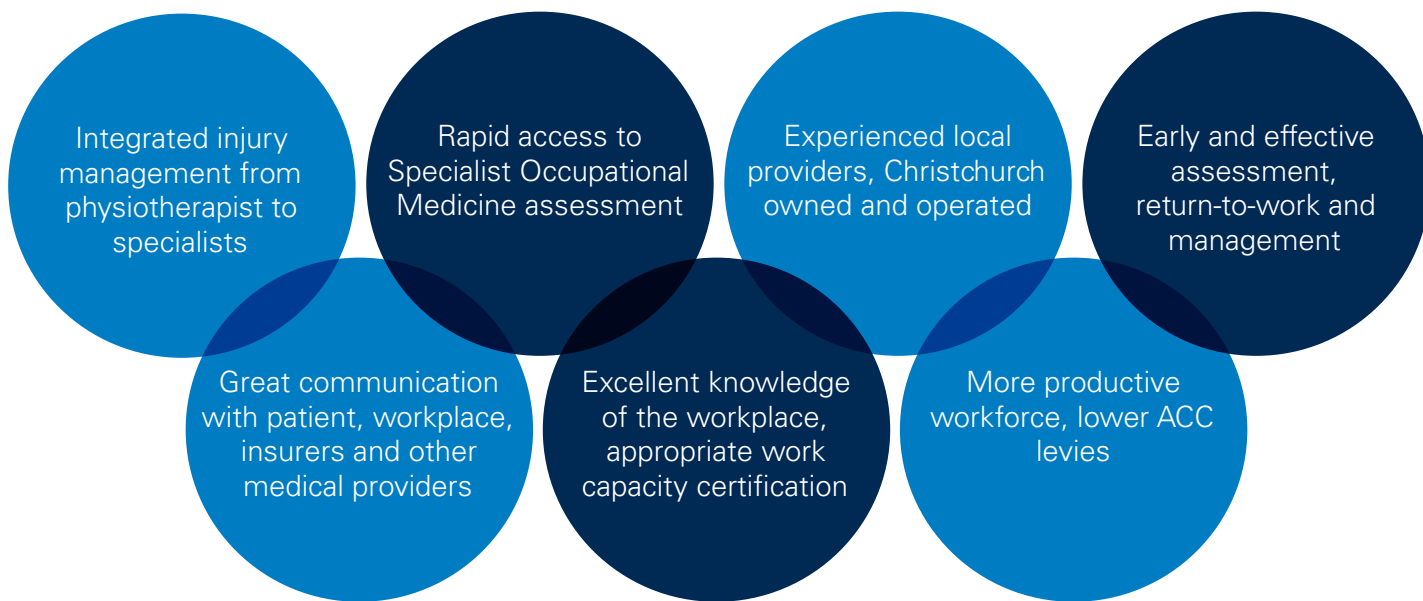 Integrated injury
management from
physiotherapist to
specialists
Rapid access to
Specialist Occupational
Medicine assessment
Experienced local
providers, Christchurch
owned and operated
Early and effective
assessment,
return-to-work and
management
Great communication
with patient, workplace,
insurers and other
medical providers
Excellent knowledge
of the workplace,
appropriate work
capacity certification
More productive
workforce, lower ACC
levies